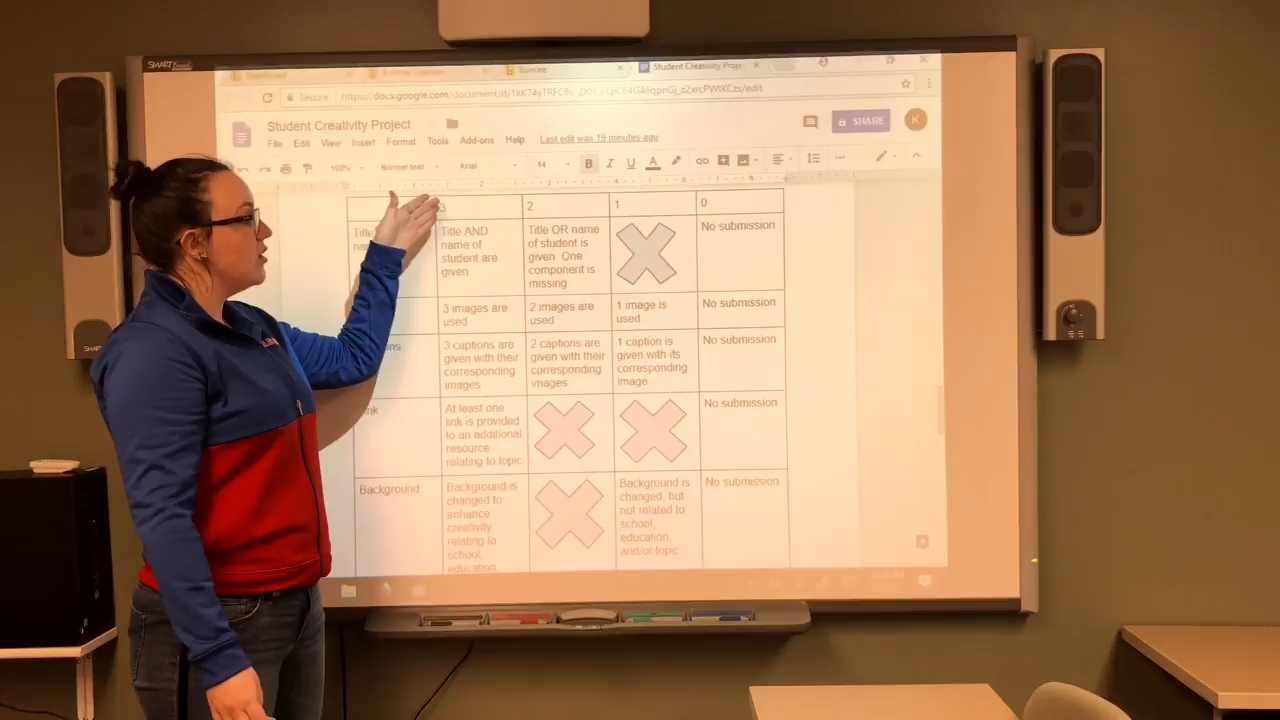 SMART
Student Creativity Proje
Secure
Student Creativity Project
SHARE
K
File Edit View Insert Format Tools Add-ons Help
Last edit was 19 minutes ago
100% Normal text Arial 14 B I U A
3 2 1 0
Title AND
name of
student are
given
Title OR name
of student is
given. One
component is
missing
No submission
3 images are
used
2 images are
used
1 image is
used
No submission
3 captions are
given with their
corresponding
images
2 captions are
given with their
corresponding
images
1 caption is
given with its
corresponding
image
No submission
At least one
link is provided
to an additional
resource
relating to topic
No submission
Background
Background is
changed to
enhance
creativity
relating to
school,
education,
Background is
changed, but
not related to
school,
education,
and/or topic
No submission
SMART